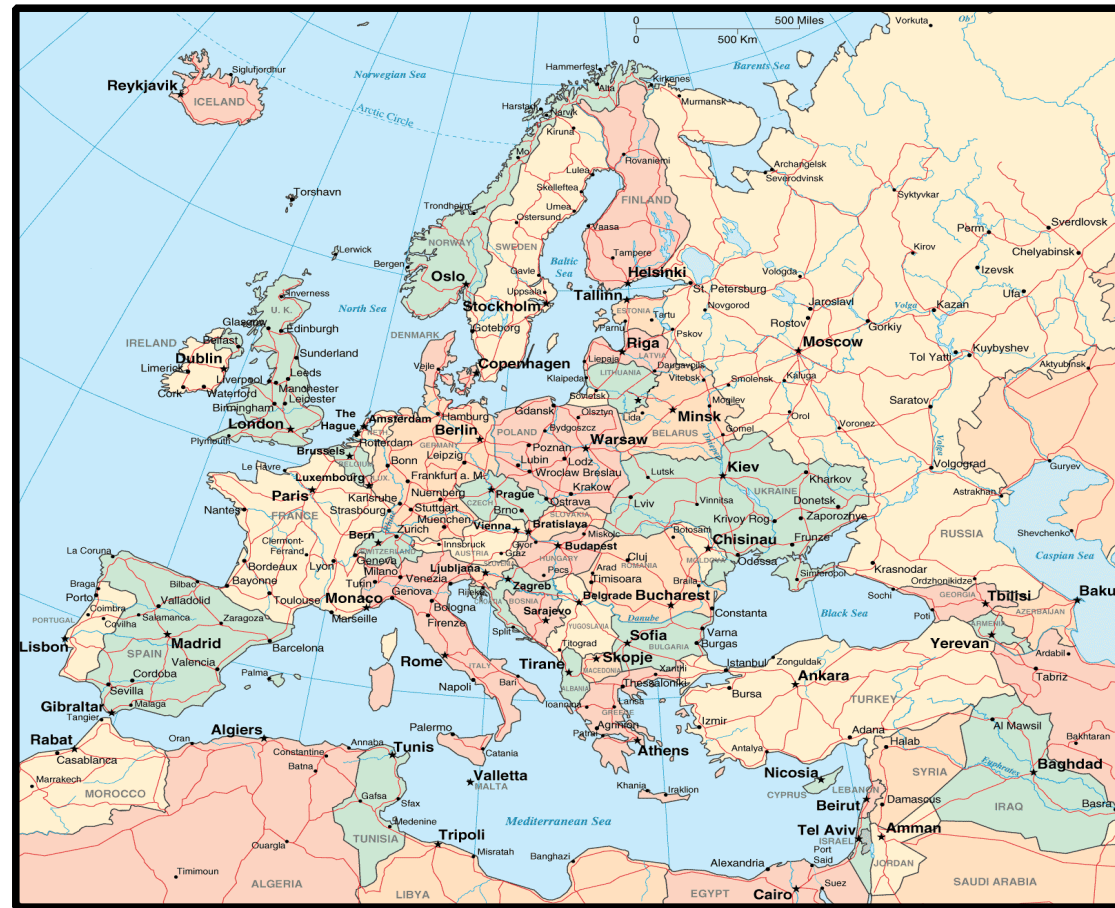 0
500 Miles
0
500 Km
Vorkuta
Ob'
Norwegian Sea
Barents Sea
Hammerfest
Kirkenes
Alta
Murmansk
Siglufjordhur
Reykjavik
ICELAND
Arctic Circle
Harstad
Narvik
Kiruna
Mo
Rovaniemi
Archangelsk
Severodvinsk
Lulea
Skelleftea
Syktyvkar
Torshavn
Trondheim
Umea
Ostersund
FINLAND
Vaasa
Sverdlovsk
Perm
Chelyabinsk
Kirov
Lerwick
NORWAY
SWEDEN
Tampere
Izevsk
Bergen
Oslo
Gavle
Baltic
Sea
Helsinki
Vologda
Ufa
Uppsala
Stockholm
Tallinn
St. Petersburg
Inverness
U. K.
North Sea
ESTONIA
Novgorod
Jaroslavl
Volga
Kazan
Rostov
Gorkiy
Glasgow
Edinburgh
DENMARK
Goteborg
Parnu
Tartu
Pskov
IRELAND
Belfast
Riga
LATVIA
Moscow
Kuybyshev
Tol Yatti
Dublin
Sunderland
Vejle
Copenhagen
Liepaja
Daugavpils
Aktyubinsk
Limerick
Leeds
Liverpool
Manchester
Klaipeda
LITHUANIA
Vitebsk
Smolensk
Kaluga
Cork
Waterford
Leicester
Birmingham
Sovietsk
Mogilev
Saratov
The
Hague
Amsterdam
Hamburg
Gdansk
Olsztyn
Lida
Minsk
Orol
London
Plymouth
NETH.
Rotterdam
Berlin
POLAND
Bydgoszcz
BELARUS
Gomel
Voronez
Brussels
BELGIUM
GERMANY
Warsaw
Dnieper
Volga
Le Havre
Bonn
Leipzig
Poznan
Lodz
Lubin
Kiev
Volgograd
Guryev
Luxembourg
LUX.
Frankfurt a. M.
Wroclaw Breslau
Lutsk
UKRAINE
Kharkov
Paris
Karlsruhe
Nuernberg
Prague
CZECH
Krakow
Ostrava
Lviv
Vinnitsa
Donetsk
Astrakhan
Nantes
FRANCE
Strasbourg
Stuttgart
Brno
SLOVAKIA
Krivoy Rog
Zaporozhye
Muenchen
Vienna
Bratislava
Miskolc
Botosani
Frunze
RUSSIA
Shevchenko
Bern
Zurich
Clermont-
Ferrand
SWITZERLAND
Innsbruck
AUSTRIA
Gyor
Graz
Budapest
HUNGARY
Cluj
Chisinau
MOLDOVA
Odessa
Caspian Sea
La Coruna
Geneva
Lyon
Milano
Ljubljana
SLOVENIA
Pecs
Arad
ROMANIA
Timisoara
Braila
Simferopol
Krasnodar
Ordzhonikidze
Bordeaux
Bilbao
Bayonne
Turin
Venezia
Zagreb
Rijeka
CROATIA
BOSNIA
Belgrade
Bucharest
Sochi
GEORGIA
Tbilisi
Baku
Braga
Porto
Valladolid
Toulouse
Monaco
Genova
Bologna
Marseille
Firenze
Sarajevo
YUGOSLAVIA
Danube
Constanta
Black Sea
Poti
AZERBAIJAN
ARMENIA
Coimbra
Salamanca
Covilha
Zaragoza
PORTUGAL
Split
Titograd
Varna
Sofia
BULGARIA
Burgas
Yerevan
Lisbon
Madrid
Barcelona
SPAIN
Rome
ITALY
Tirane
Skopje
MACEDONIA
Xanthi
Istanbul
Zonguldak
Ardabil
Valencia
Palma
Cordoba
Bari
ALBANIA
Thessaloniki
Ankara
Tabriz
Sevilla
Malaga
Napoli
Ioannina
Larisa
Bursa
TURKEY
Gibraltar
GREECE
Tangier
Algiers
Palermo
Agrinion
Izmir
Al Mawsil
Rabat
Oran
Annaba
Tunis
Catania
Patrai
Athens
Antalya
Adana
Halab
Bakhtaran
Casablanca
Constantine
Batna
Marrakech
Valletta
MALTA
Nicosia
CYPRUS
SYRIA
Euphrates
Baghdad
MOROCCO
Gafsa
Sfax
Khania
Iraklion
LEBANON
Beirut
Damascus
IRAQ
Basra
Medenine
Mediterranean Sea
Tel Aviv
ISRAEL
Amman
TUNISIA
Tripoli
Ouargla
Misratah
Banghazi
Alexandria
Port
Said
JORDAN
Timimoun
ALGERIA
LIBYA
EGYPT
Cairo
Suez
SAUDI ARABIA